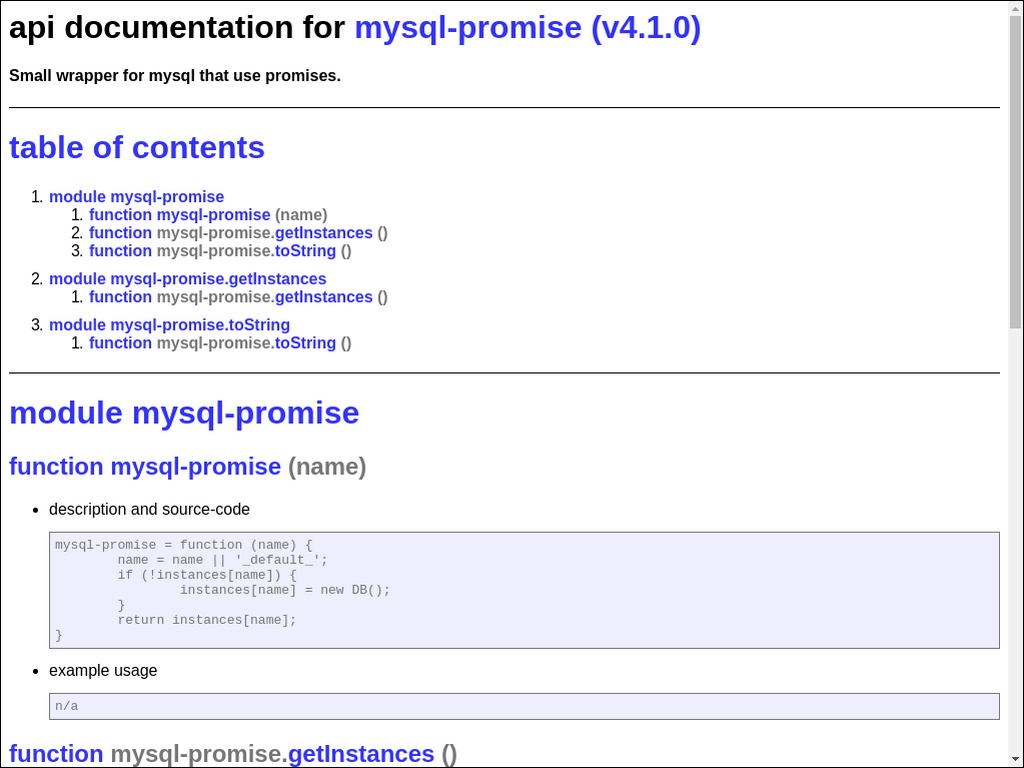 api documentation for mysql-promise (v4.1.0)
Small wrapper for mysql that use promises.
table of contents
1. module mysql-promise
1. function mysql-promise (name)
2. function mysql-promise.getInstances ()
3. function mysql-promise.toString ()
2. module mysql-promise.getInstances
1. function mysql-promise.getInstances ()
3. module mysql-promise.toString
1. function mysql-promise.toString ()
module mysql-promise
function mysql-promise (name)
• description and source-code
mysql-promise = function (name) {
        name = name || '_default_';
        if (!instances[name]) {
                instances[name] = new DB();
        }
        return instances[name];
}
• example usage
n/a
function mysql-promise.getInstances ()